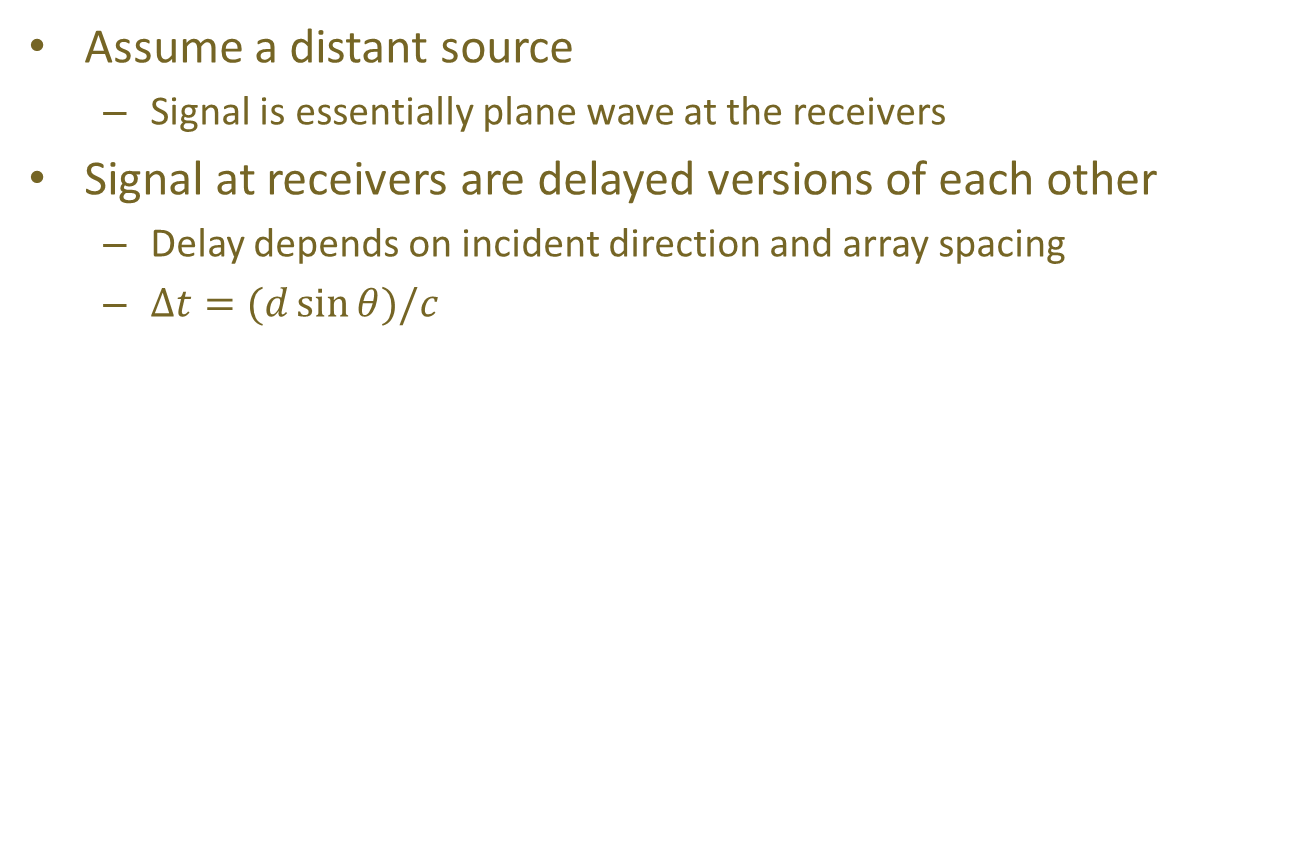 • Assume a distant source
– Signal is essentially plane wave at the receivers
• Signal at receivers are delayed versions of each other
– Delay depends on incident direction and array spacing
– Δ𝑡 = (𝑑 sin 𝜃)/𝑐